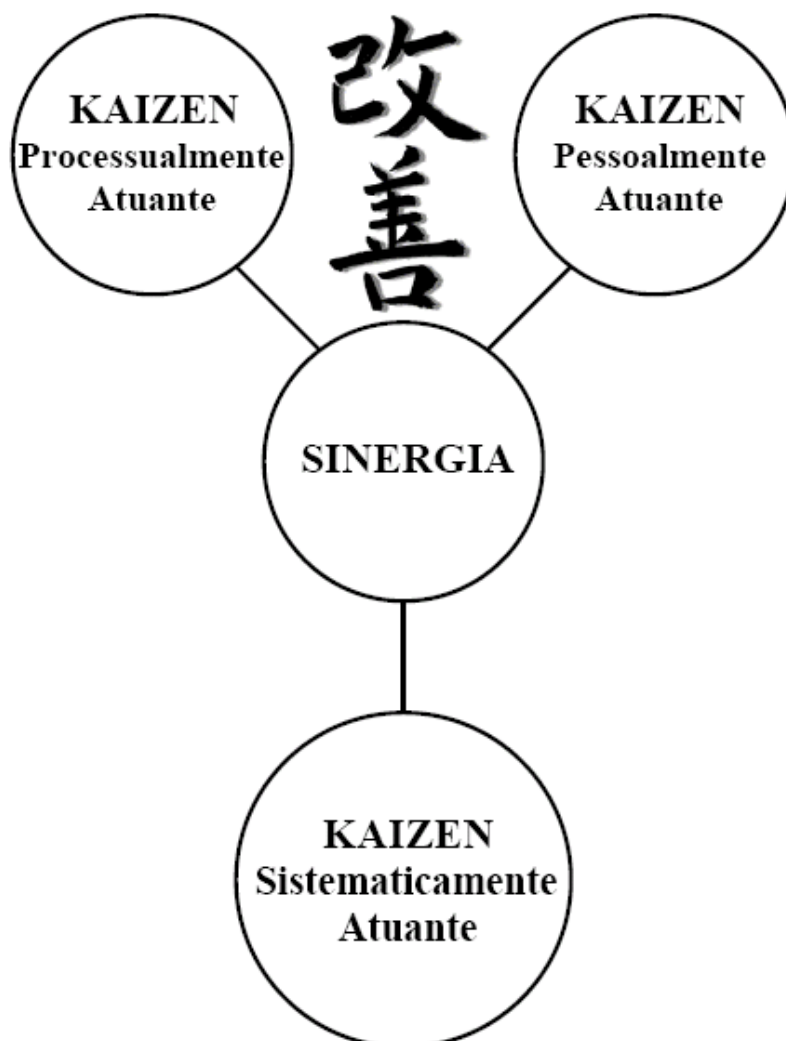 KAIZEN
Processualmente
Atuante
改
善
KAIZEN
Pessoalmente
Atuante
SINERGIA
KAIZEN
Sistematicamente
Atuante